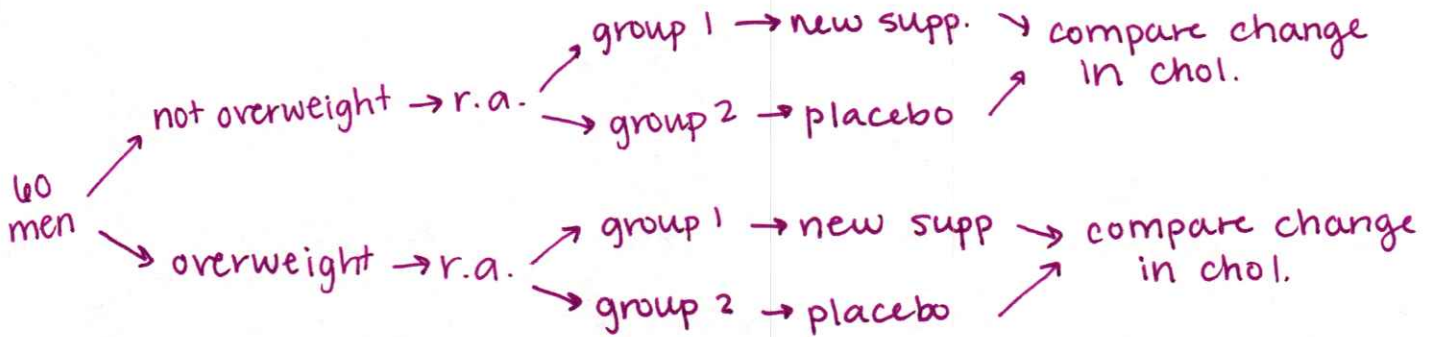 group 1 → new supp. → compare change
in chol.
not overweight → r.a.
group 2 → placebo
60
men
group 1 → new supp → compare change
overweight → r.a.
in chol.
group 2 → placebo